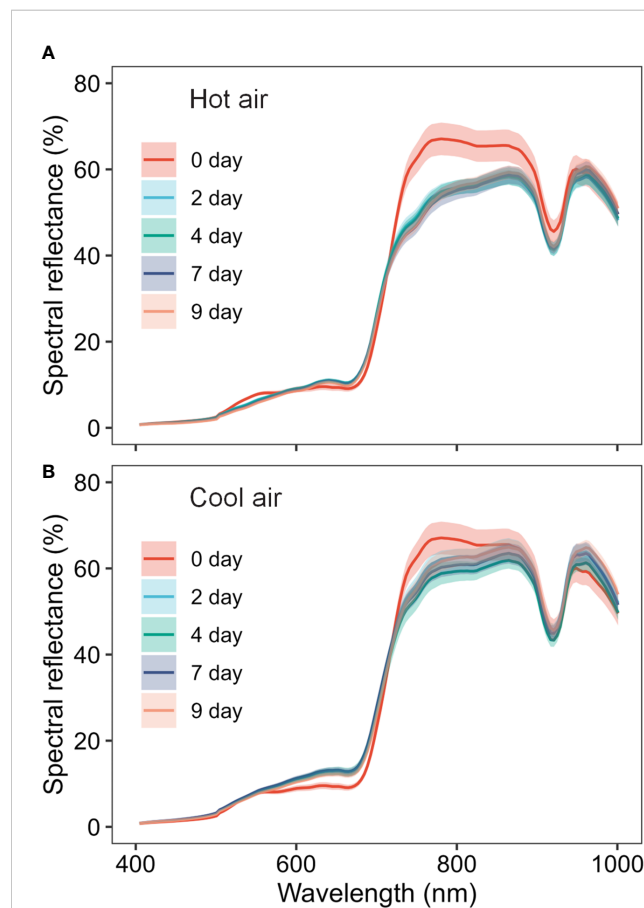 A
Hot air
Spectral reflectance (%)
80
60
40
20
0
0 day
2 day
4 day
7 day
9 day
B
Cool air
Spectral reflectance (%)
80
60
40
20
0
0 day
2 day
4 day
7 day
9 day
400
600
800
1000
Wavelength (nm)